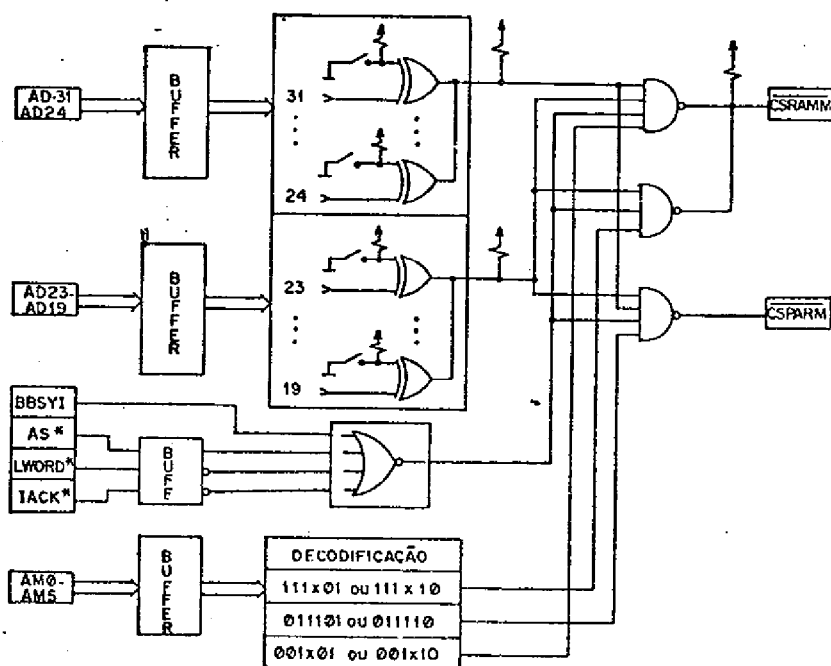 AD-31
AD24
BUFFER
31
24
CSRAMM
AD23-
AD19
BUFFER
23
19
CSPARM
BBSYI
AS*
LWORD*
IACK*
BUFF
AM0-
AM5
BUFFER
DECODIFICAÇÃO
111x01 ou 111x10
011101 ou 011110
001x01 ou 001x10